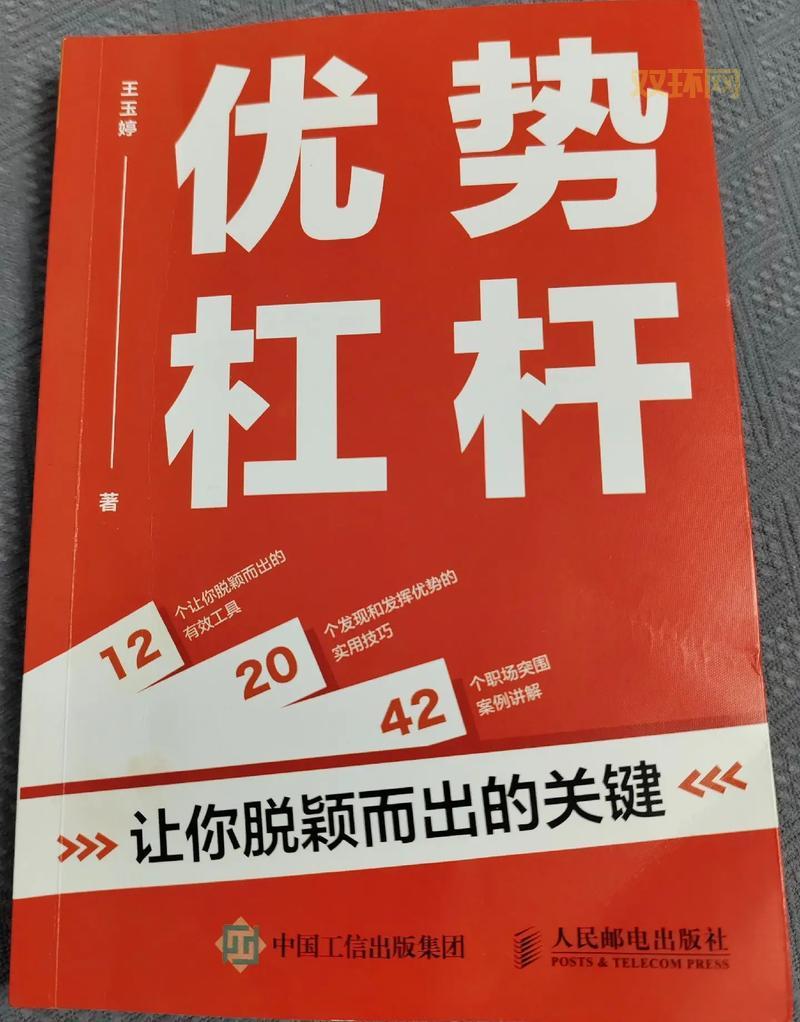 双环网
王玉婷
著
优势
杠杆
12
个让你脱颖而出的
有效工具
20
个发现和发挥优势的
实用技巧
42
个职场突围
案例讲解
>>> 让你脱颖而出的关键 <<<
中国工信出版集团
人民邮电出版社
POSTS & TELECOM PRESS